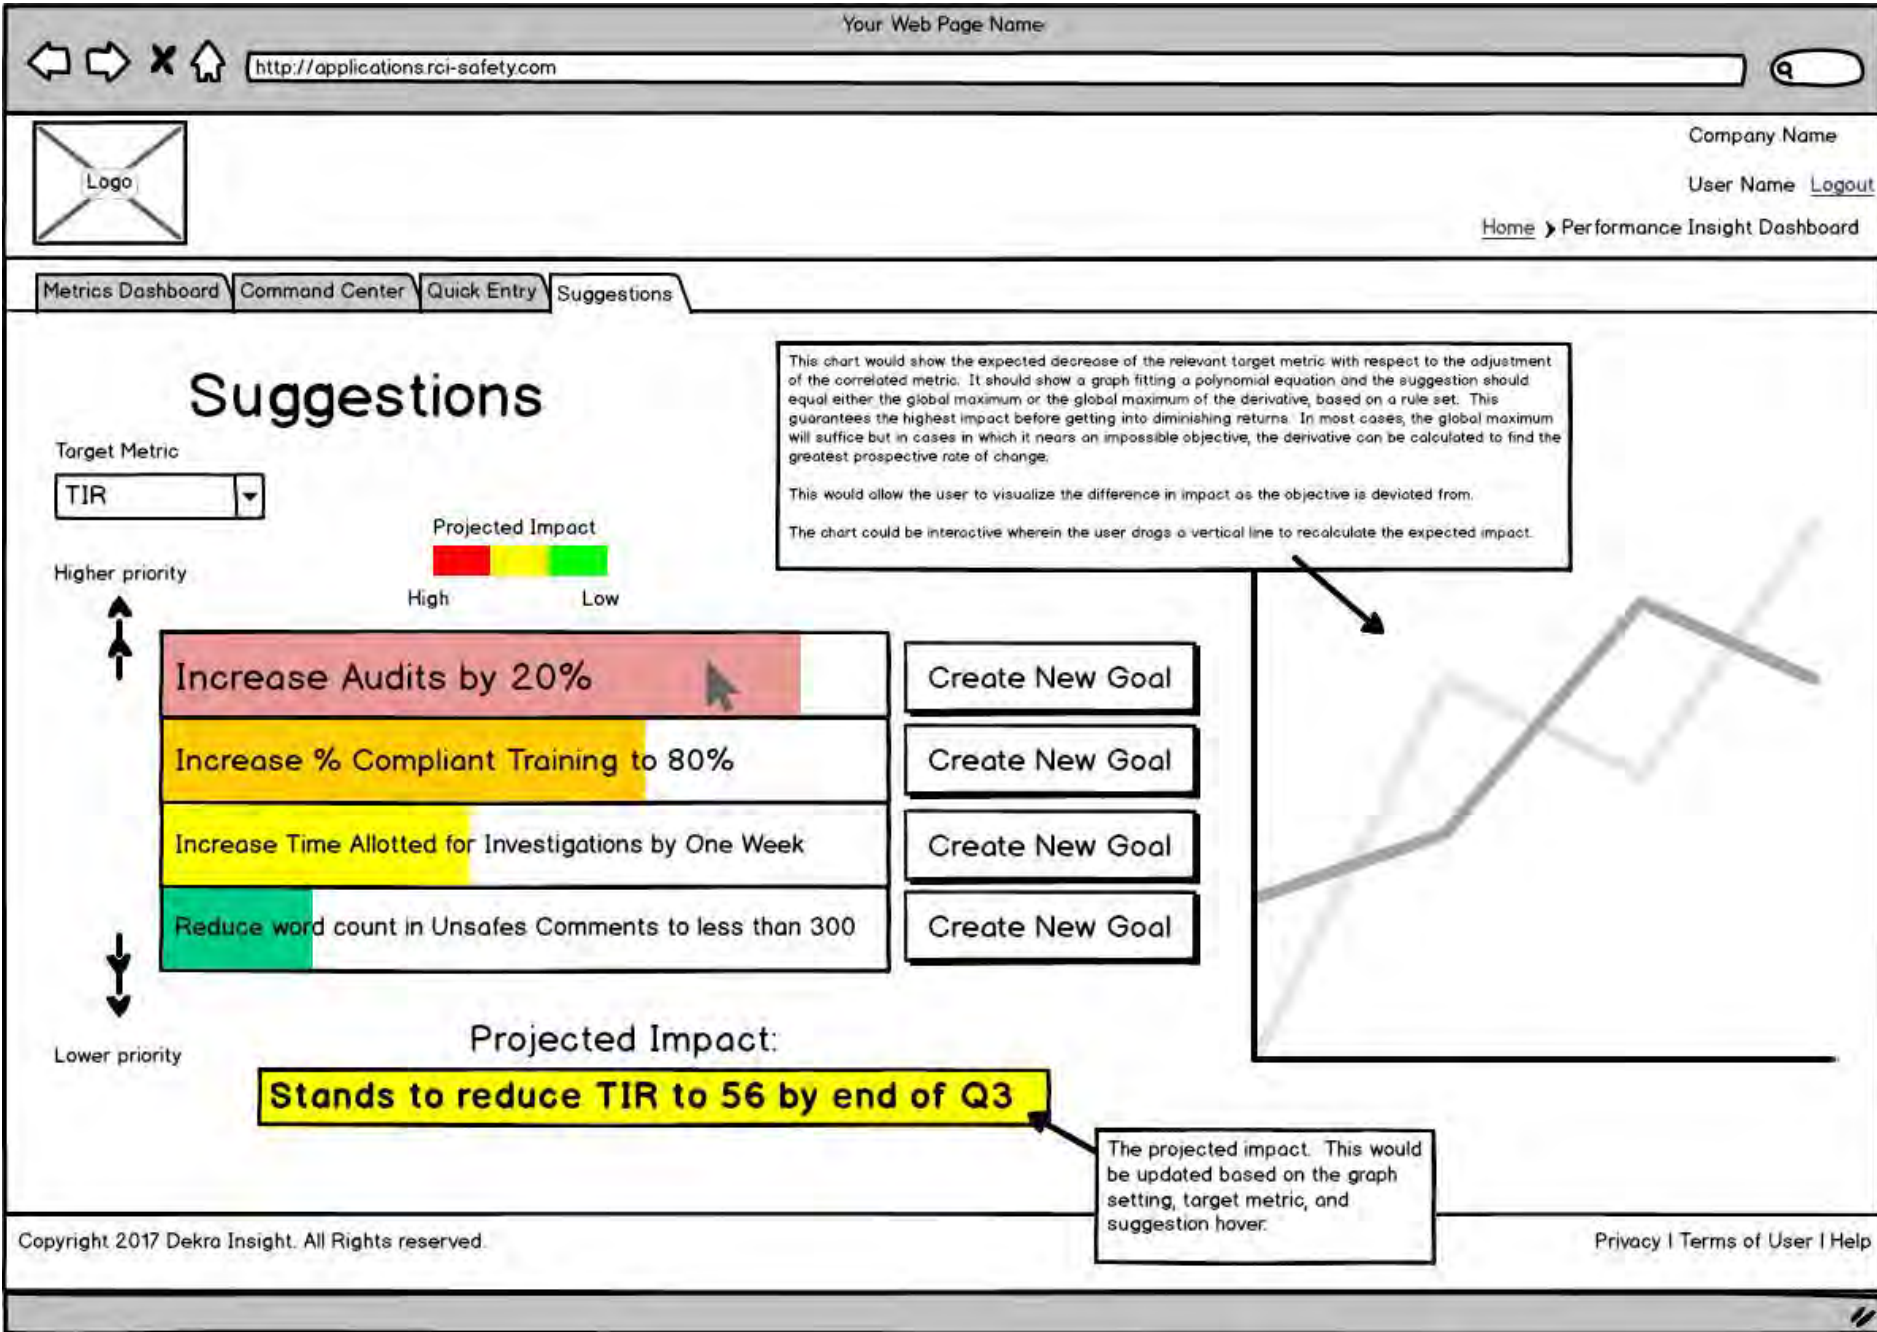 Your Web Page Name
http://applications.rci-safety.com
Logo
Company Name
User Name Logout
Home > Performance Insight Dashboard
Metrics Dashboard
Command Center
Quick Entry
Suggestions
Suggestions
Target Metric
TIR
Projected Impact
High
Low
Higher priority
This chart would show the expected decrease of the relevant target metric with respect to the adjustment
of the correlated metric. It should show a graph fitting a polynomial equation and the suggestion should
equal either the global maximum or the global maximum of the derivative, based on a rule set. This
guarantees the highest impact before getting into diminishing returns. In most cases, the global maximum
will suffice but in cases in which it nears an impossible objective, the derivative can be calculated to find the
greatest prospective rate of change.
This would allow the user to visualize the difference in impact as the objective is deviated from.
The chart could be interactive wherein the user drags a vertical line to recalculate the expected impact.
Increase Audits by 20%
Create New Goal
Increase % Compliant Training to 80%
Create New Goal
Increase Time Allotted for Investigations by One Week
Create New Goal
Reduce word count in Unsafes Comments to less than 300
Create New Goal
Lower priority
Projected Impact:
Stands to reduce TIR to 56 by end of Q3
The projected impact. This would
be updated based on the graph
setting, target metric, and
suggestion hover.
Copyright 2017 Dekra Insight. All Rights reserved.
Privacy | Terms of User | Help